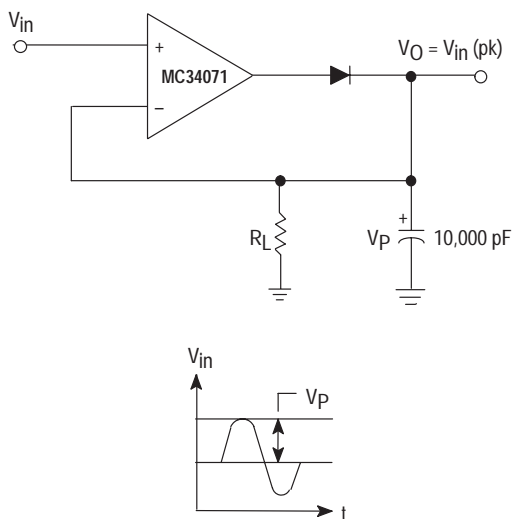 Vin
+
MC34071
−
VO = Vin (pk)
RL
+
VP
10,000 pF
Vin
VP
t